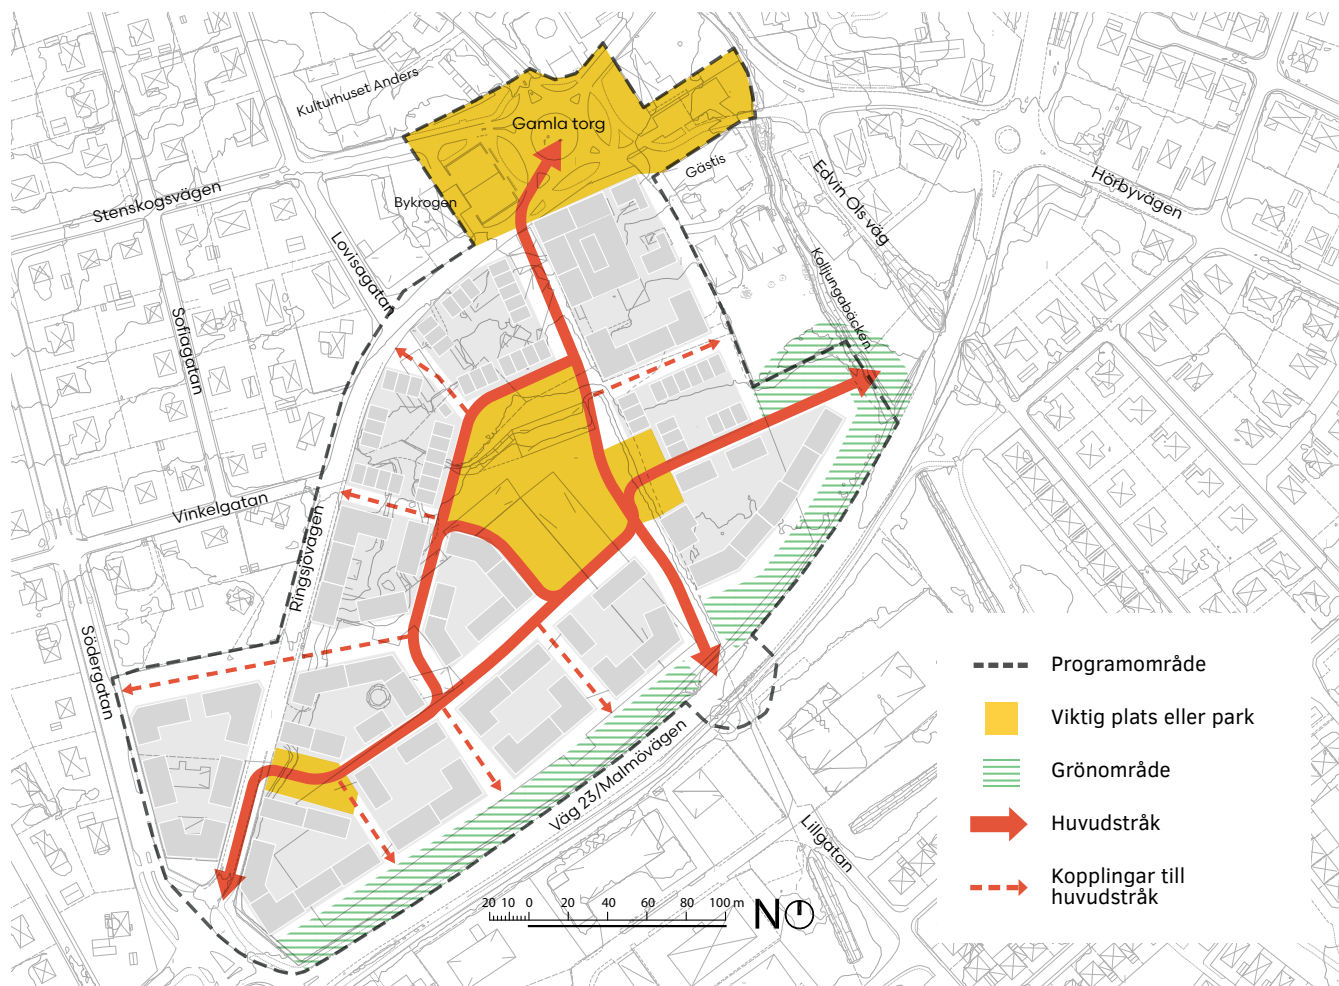 Kulturhuset Anders
Gamla torg
Gästis
Edvin Ols väg
Hörbyvägen
Stenskogsvägen
Bykrogen
Lovisagatan
Kolljungabäcken
Sofiagatan
Vinkelgatan
Ringsjövägen
Södergatan
Väg 23/Malmövägen
Lillgatan
Programområde
Viktig plats eller park
Grönområde
Huvudstråk
Kopplingar till
huvudstråk
20 10 0 20 40 60 80 100 m
N